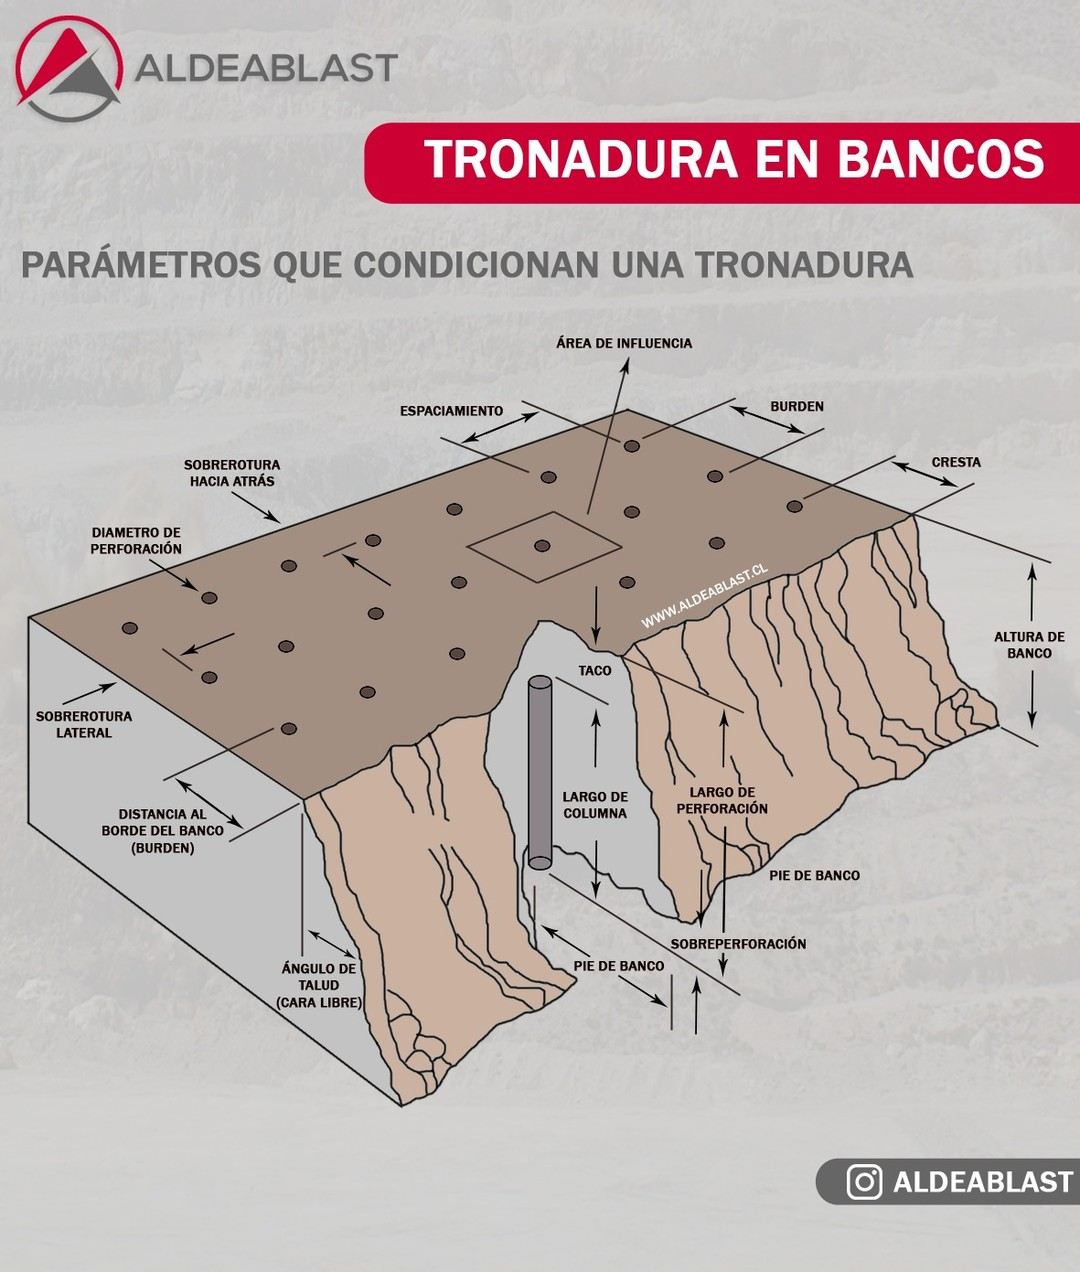 ALDEABLAST
TRONADURA EN BANCOS
PARÁMETROS QUE CONDICIONAN UNA TRONADURA
ÁREA DE INFLUENCIA
ESPACIAMIENTO
BURDEN
SOBREROTURA
HACIA ATRÁS
CRESTA
DIAMETRO DE
PERFORACIÓN
WWW.ALDEABLAST.CL
ALTURA DE
BANCO
TACO
SOBREROTURA
LATERAL
LARGO DE
COLUMNA
LARGO DE
PERFORACIÓN
DISTANCIA AL
BORDE DEL BANCO
(BURDEN)
PIE DE BANCO
SOBREPERFORACIÓN
PIE DE BANCO
ÁNGULO DE
TALUD
(CARA LIBRE)
ALDEABLAST